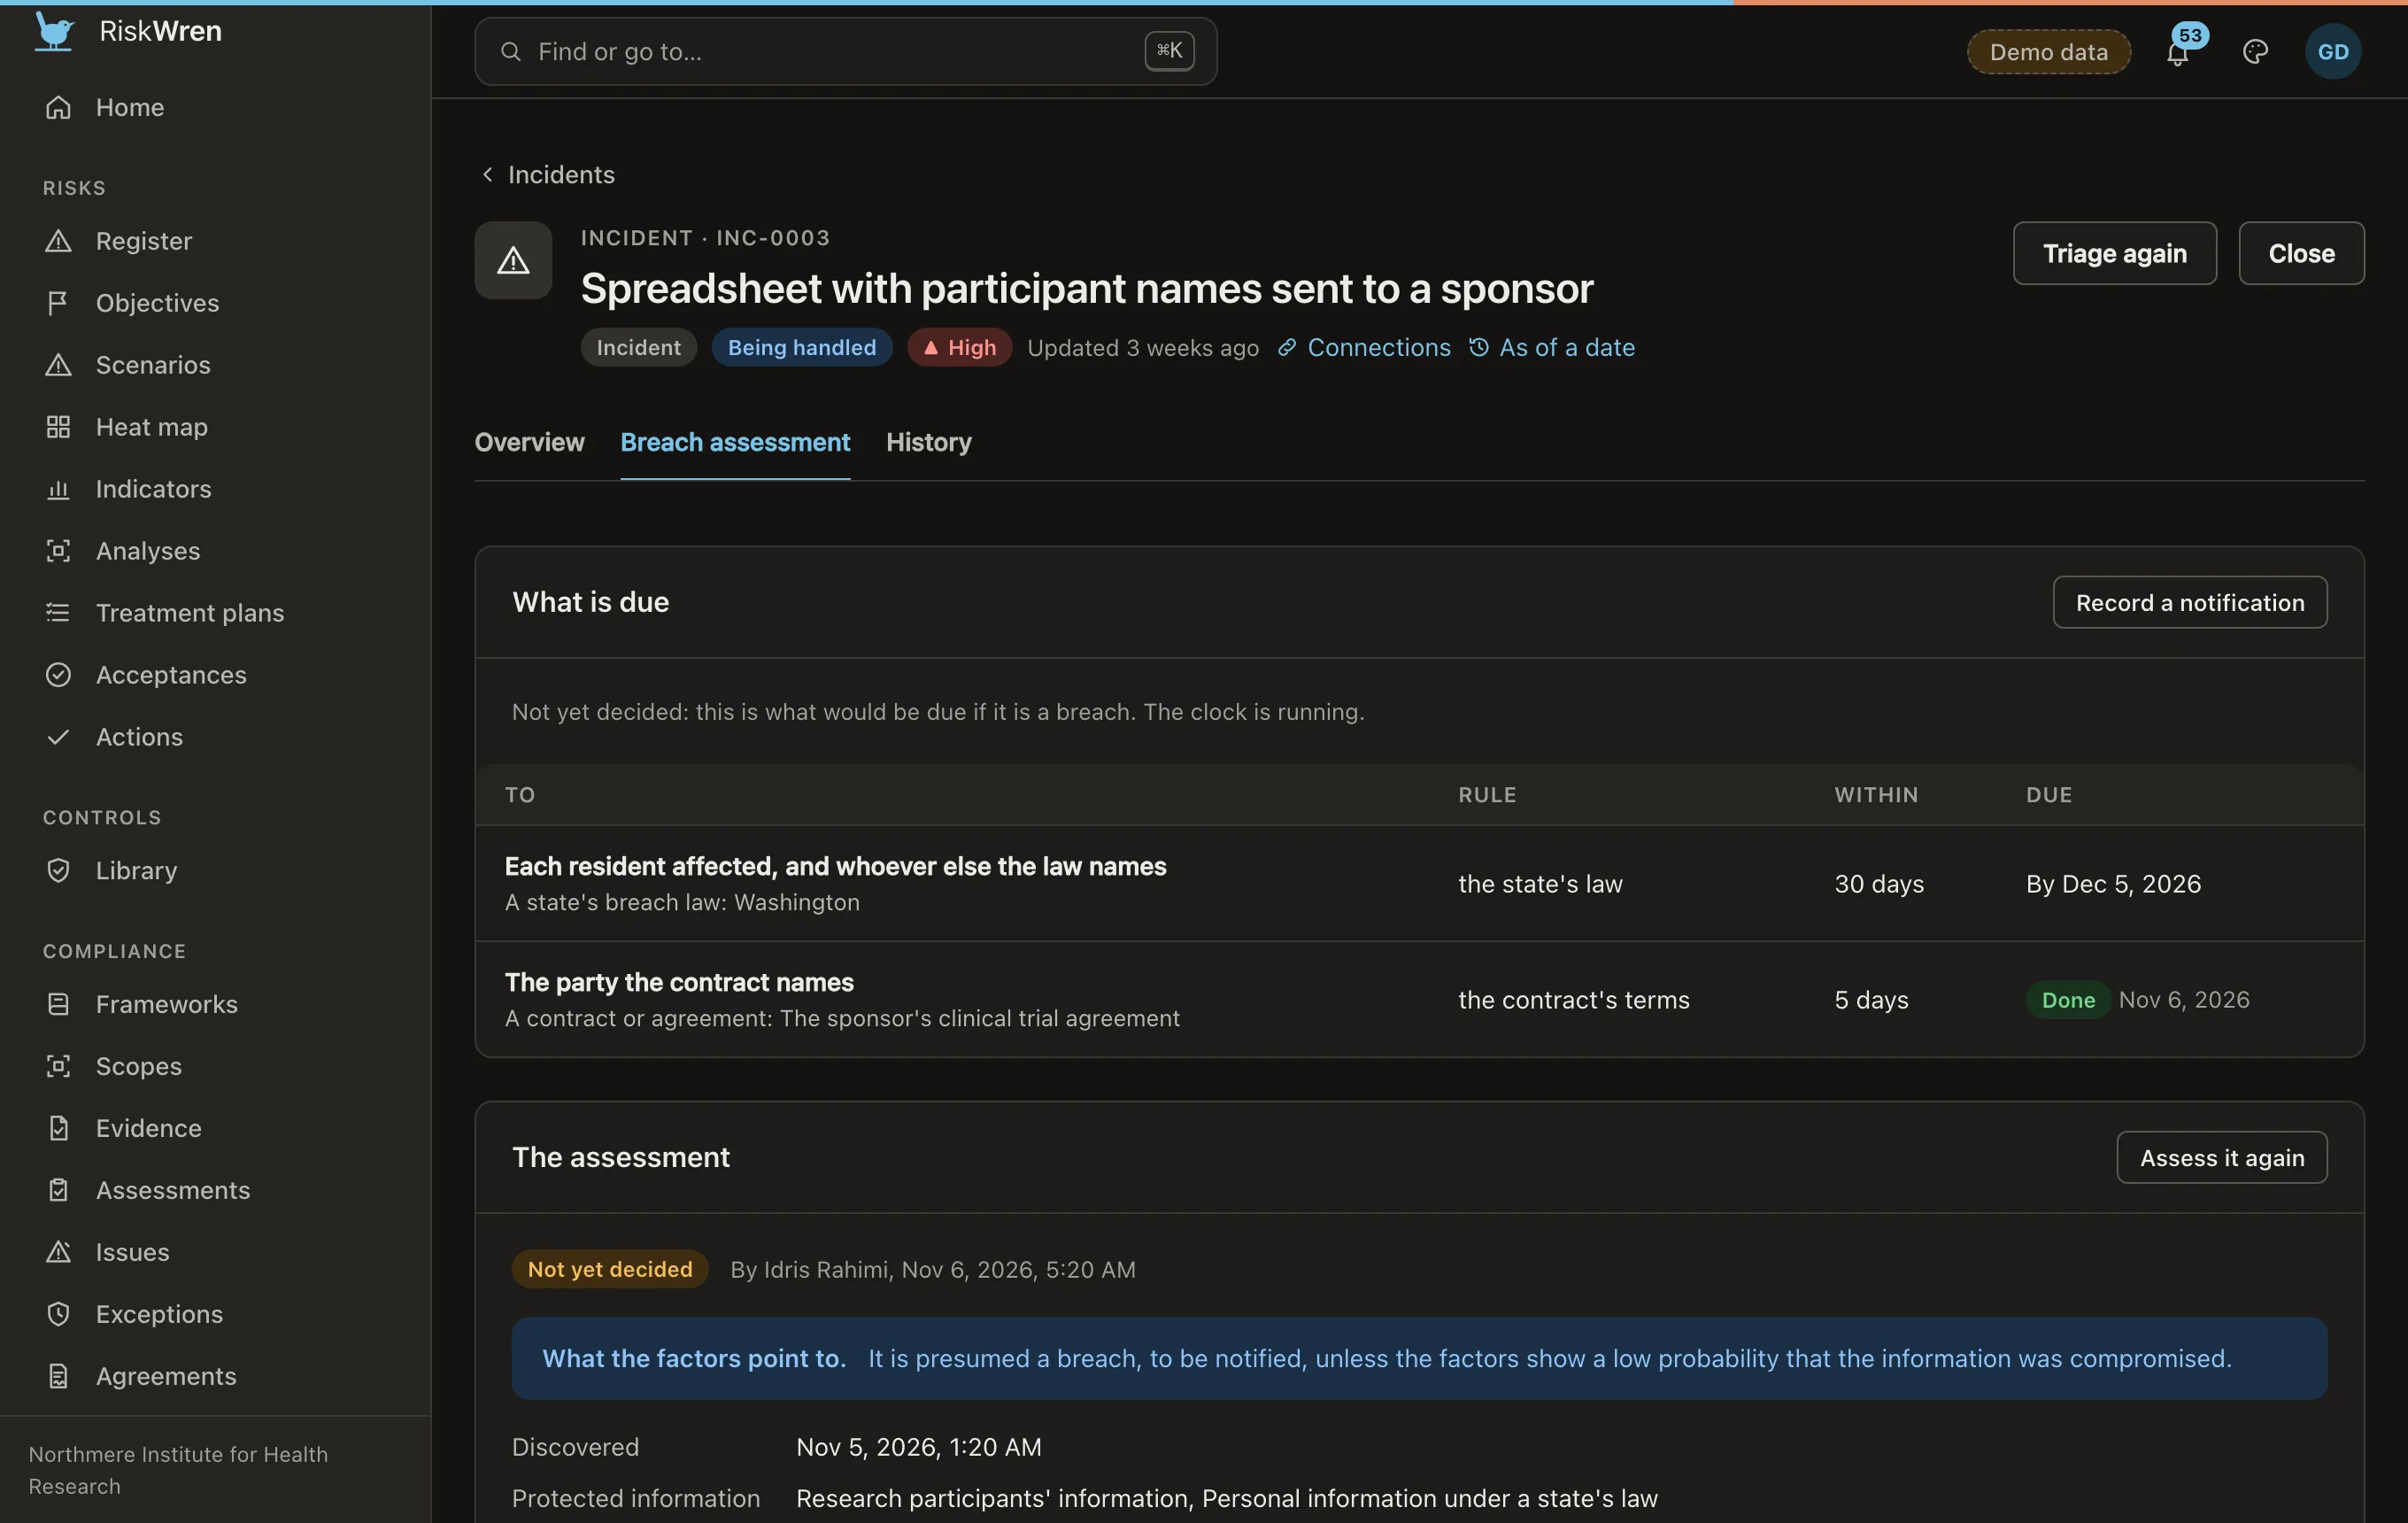 RiskWren
Find or go to...
⌘K
Demo data
53
GD
Home
RISKS
Register
Objectives
Scenarios
Heat map
Indicators
Analyses
Treatment plans
Acceptances
Actions
CONTROLS
Library
COMPLIANCE
Frameworks
Scopes
Evidence
Assessments
Issues
Exceptions
Agreements
Northmere Institute for Health
Research
Incidents
INCIDENT · INC-0003
Spreadsheet with participant names sent to a sponsor
Triage again
Close
Incident
Being handled
High
Updated 3 weeks ago
Connections
As of a date
Overview
Breach assessment
History
What is due
Record a notification
Not yet decided: this is what would be due if it is a breach. The clock is running.
TO RULE WITHIN DUE
Each resident affected, and whoever else the law names
A state's breach law: Washington
the state's law
30 days
By Dec 5, 2026
The party the contract names
A contract or agreement: The sponsor's clinical trial agreement
the contract's terms
5 days
Done Nov 6, 2026
The assessment
Assess it again
Not yet decided
By Idris Rahimi, Nov 6, 2026, 5:20 AM
What the factors point to. It is presumed a breach, to be notified, unless the factors show a low probability that the information was compromised.
Discovered Nov 5, 2026, 1:20 AM
Protected information Research participants' information, Personal information under a state's law